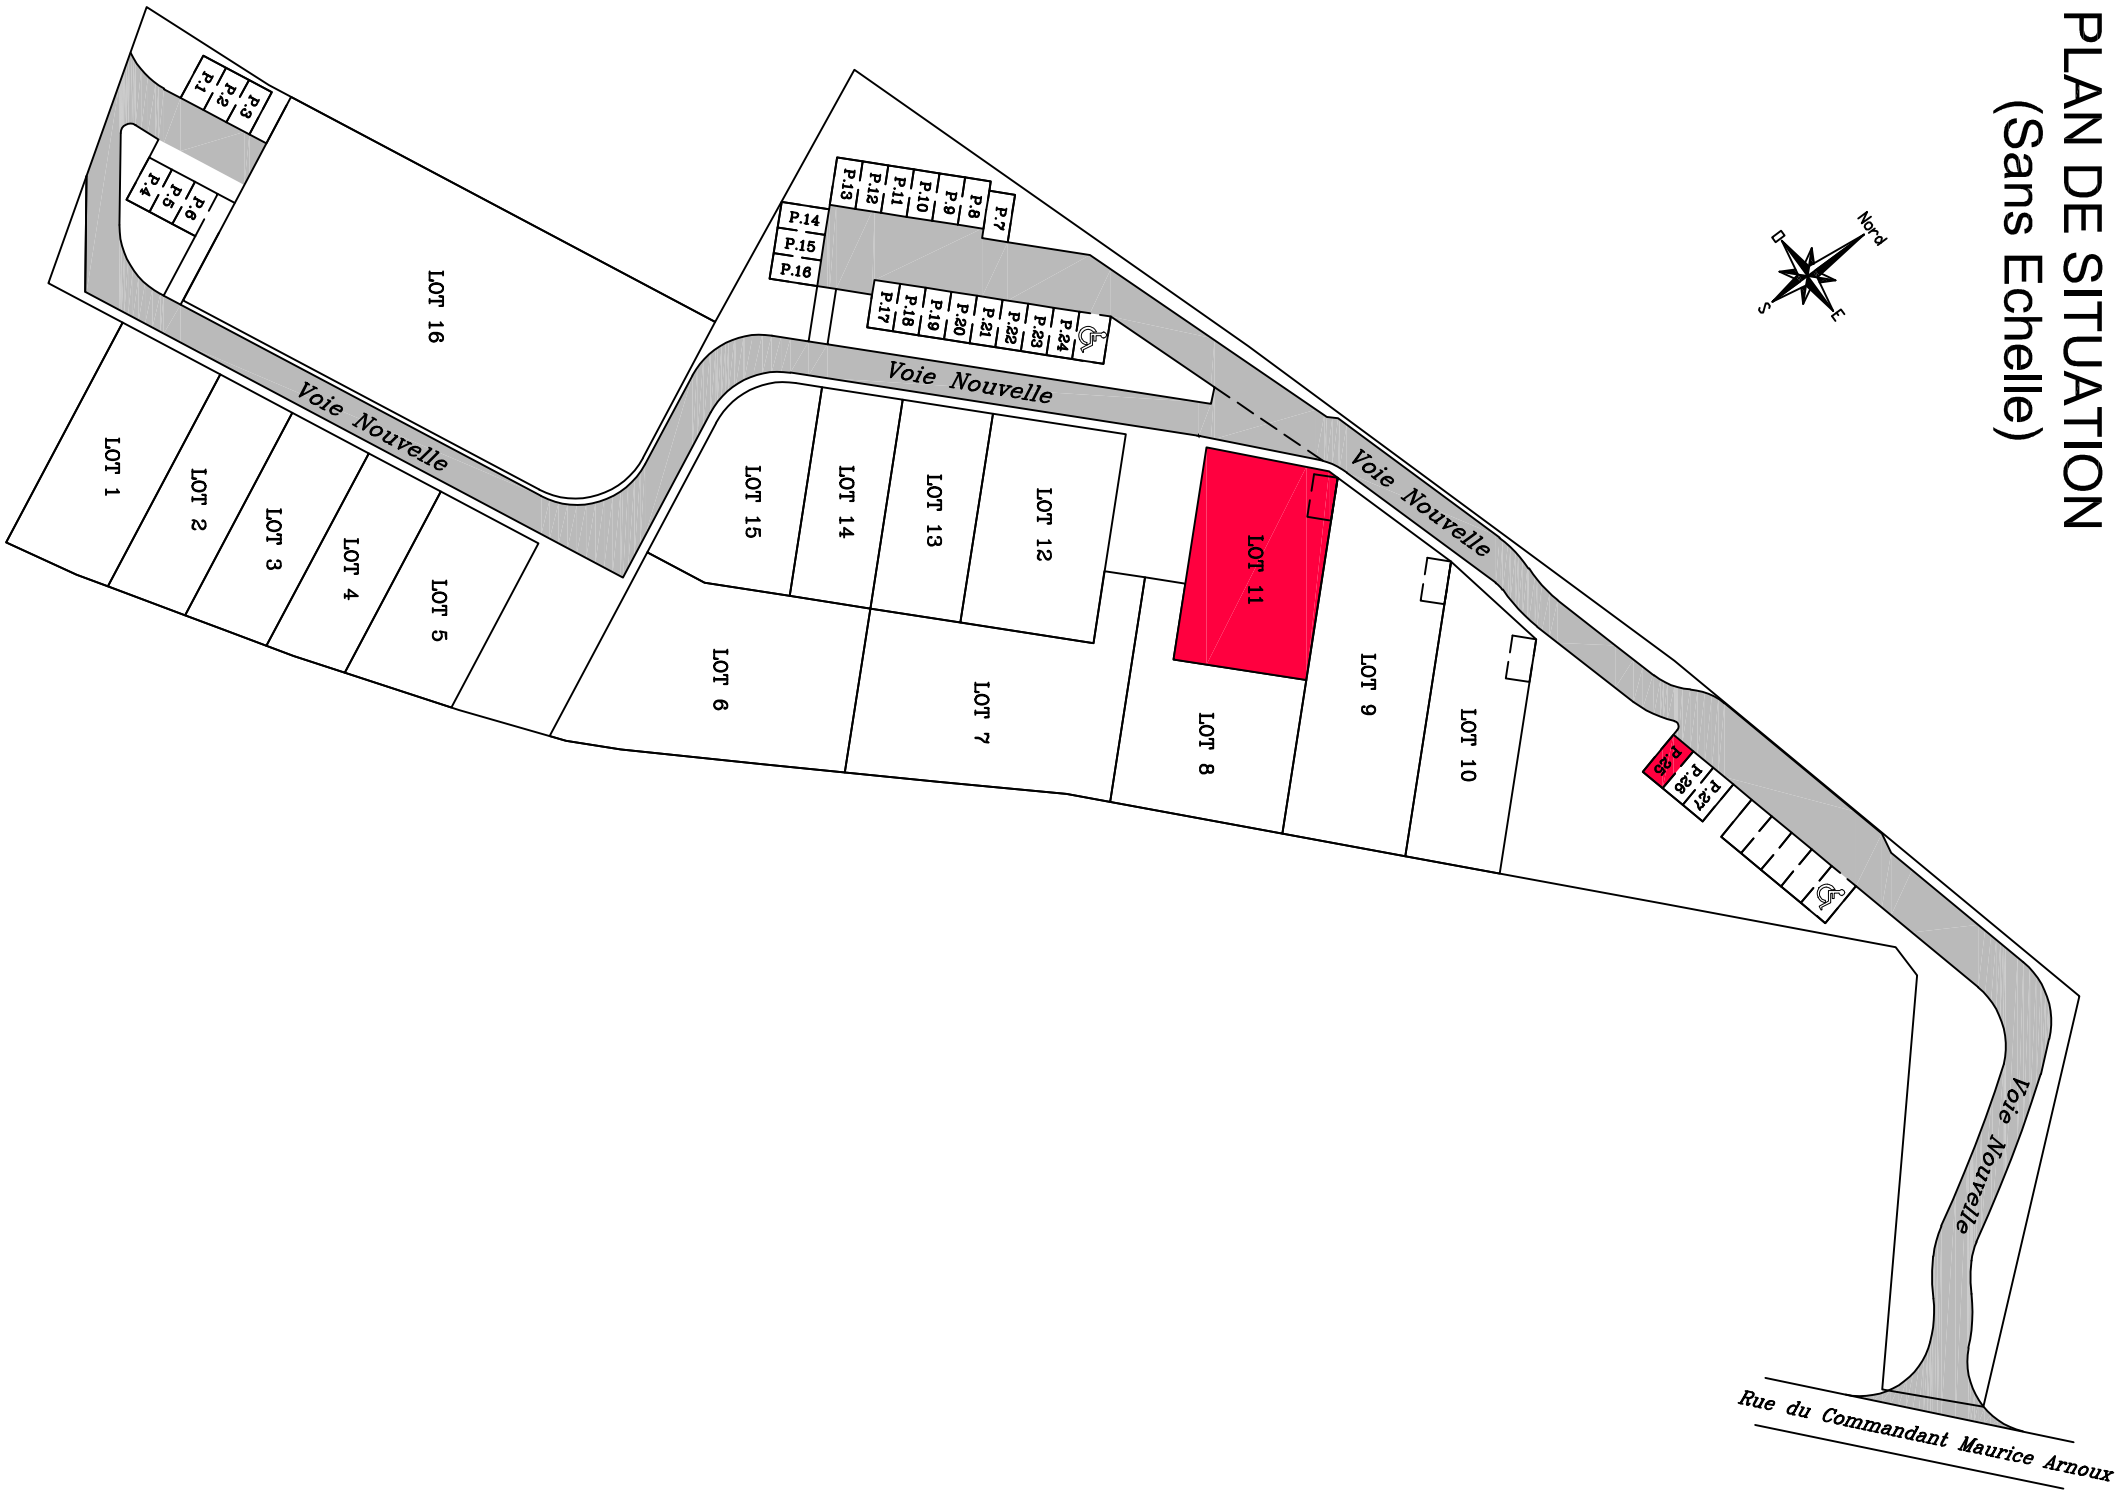 PLAN DE SITUATION
(Sans Echelle)
Nord
O
E
S
P.1
P.2
P.3
P.4
P.5
P.6
P.7
P.8
P.9
P.10
P.11
P.12
P.13
P.14
P.15
P.16
P.17
P.18
P.19
P.20
P.21
P.22
P.23
P.24
P.25
P.26
P.27
LOT 1
LOT 2
LOT 3
LOT 4
LOT 5
LOT 6
LOT 7
LOT 8
LOT 9
LOT 10
LOT 11
LOT 12
LOT 13
LOT 14
LOT 15
LOT 16
Voie Nouvelle
Voie Nouvelle
Voie Nouvelle
Voie Nouvelle
Rue du Commandant Maurice Arnoux